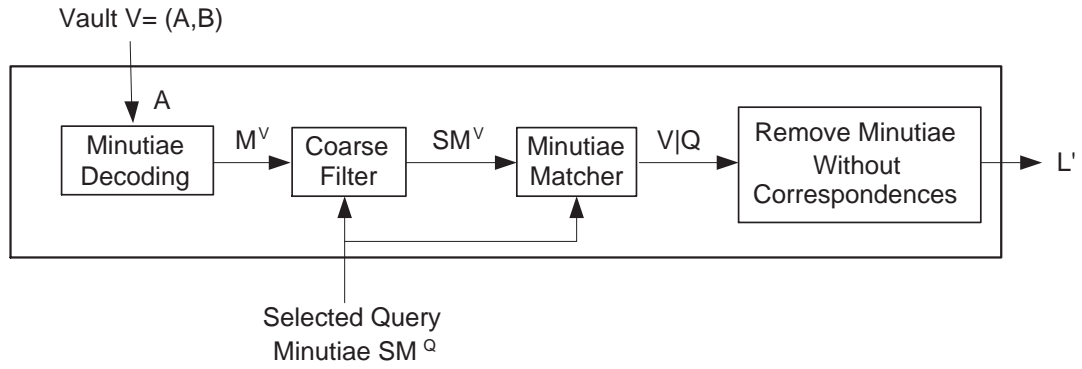 Vault V= (A,B)
A
Minutiae
Decoding
M^V
Coarse
Filter
SM^V
Minutiae
Matcher
V|Q
Remove Minutiae
Without
Correspondences
L'
Selected Query
Minutiae SM^Q